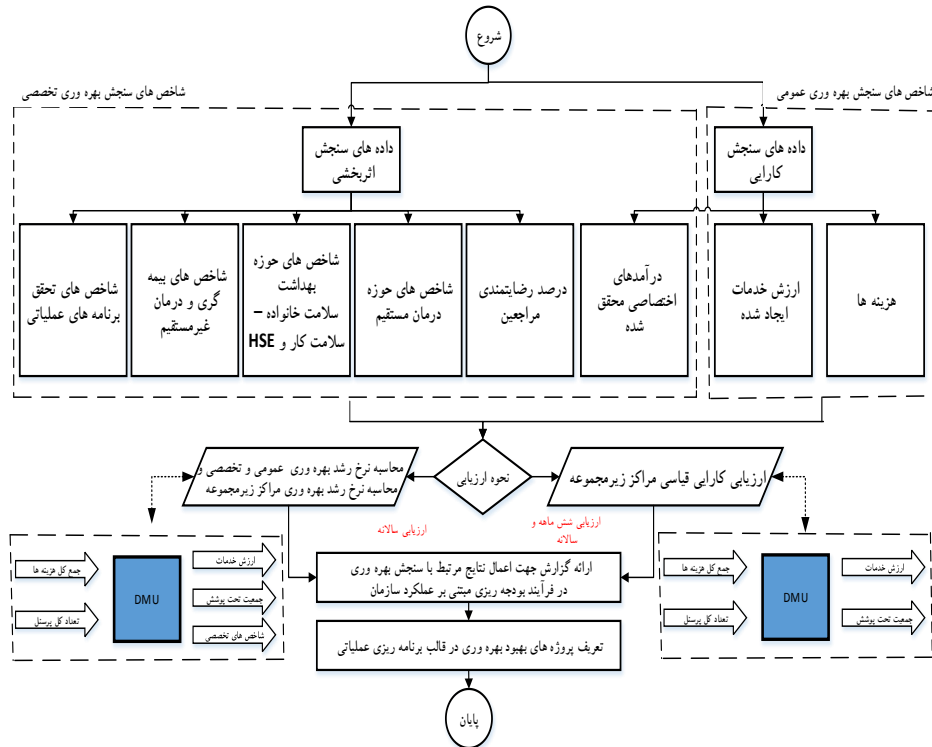 شروع
شاخص های سنجش بهره وری عمومی
شاخص های سنجش بهره وری تخصصی
داده های سنجش
کارایی
داده های سنجش
اثربخشی
هزینه ها
ارزش خدمات
ایجاد شده
درآمدهای
اختصاصی محقق
شده
درصد رضایتمندی
مراجعین
شاخص های حوزه
درمان مستقیم
شاخص های حوزه
بهداشت
سلامت خانواده –
سلامت کار و HSE
شاخص های بیمه
گری و درمان
غیرمستقیم
شاخص های تحقق
برنامه های عملیاتی
نحوه ارزیابی
ارزیابی کارایی قیاسی مراکز زیرمجموعه
محاسبه نرخ رشد بهره وری عمومی و تخصصی و
محاسبه نرخ رشد بهره وری مراکز زیرمجموعه
ارزیابی شش ماهه و
سالانه
ارزیابی سالانه
جمع کل هزینه ها
تعداد کل پرسنل
DMU
ارزش خدمات
جمعیت تحت پوشش
جمع کل هزینه ها
تعداد کل پرسنل
DMU
ارزش خدمات
جمعیت تحت پوشش
شاخص های تخصصی
ارائه گزارش جهت اعمال نتایج مرتبط با سنجش بهره وری
در فرآیند بودجه ریزی مبتنی بر عملکرد سازمان
تعریف پروژه های بهبود بهره وری در قالب برنامه ریزی عملیاتی
پایان